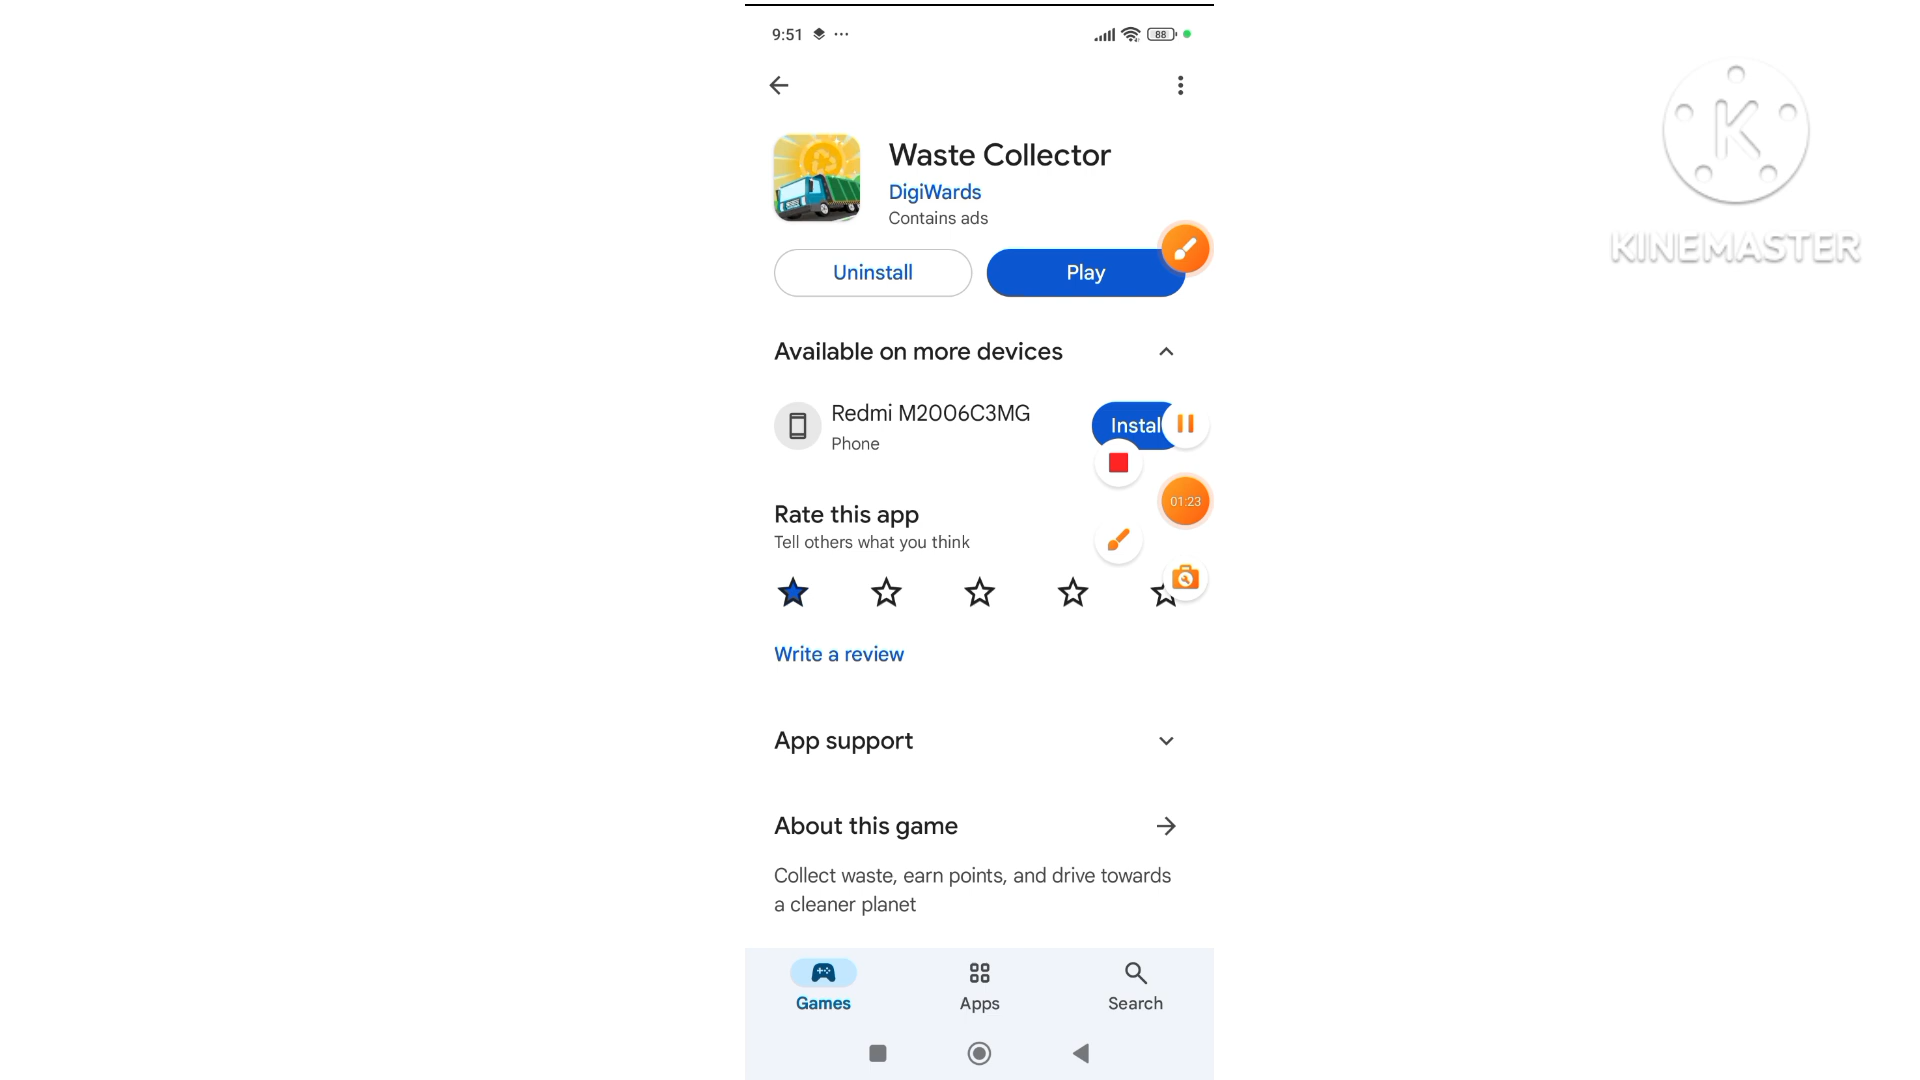 9:51
88
Waste Collector
DigiWards
Contains ads
Uninstall
Play
Available on more devices
Redmi M2006C3MG
Phone
Instal
01:23
Rate this app
Tell others what you think
Write a review
App support
About this game
Collect waste, earn points, and drive towards
a cleaner planet
Games
Apps
Search
K
KINEMASTER